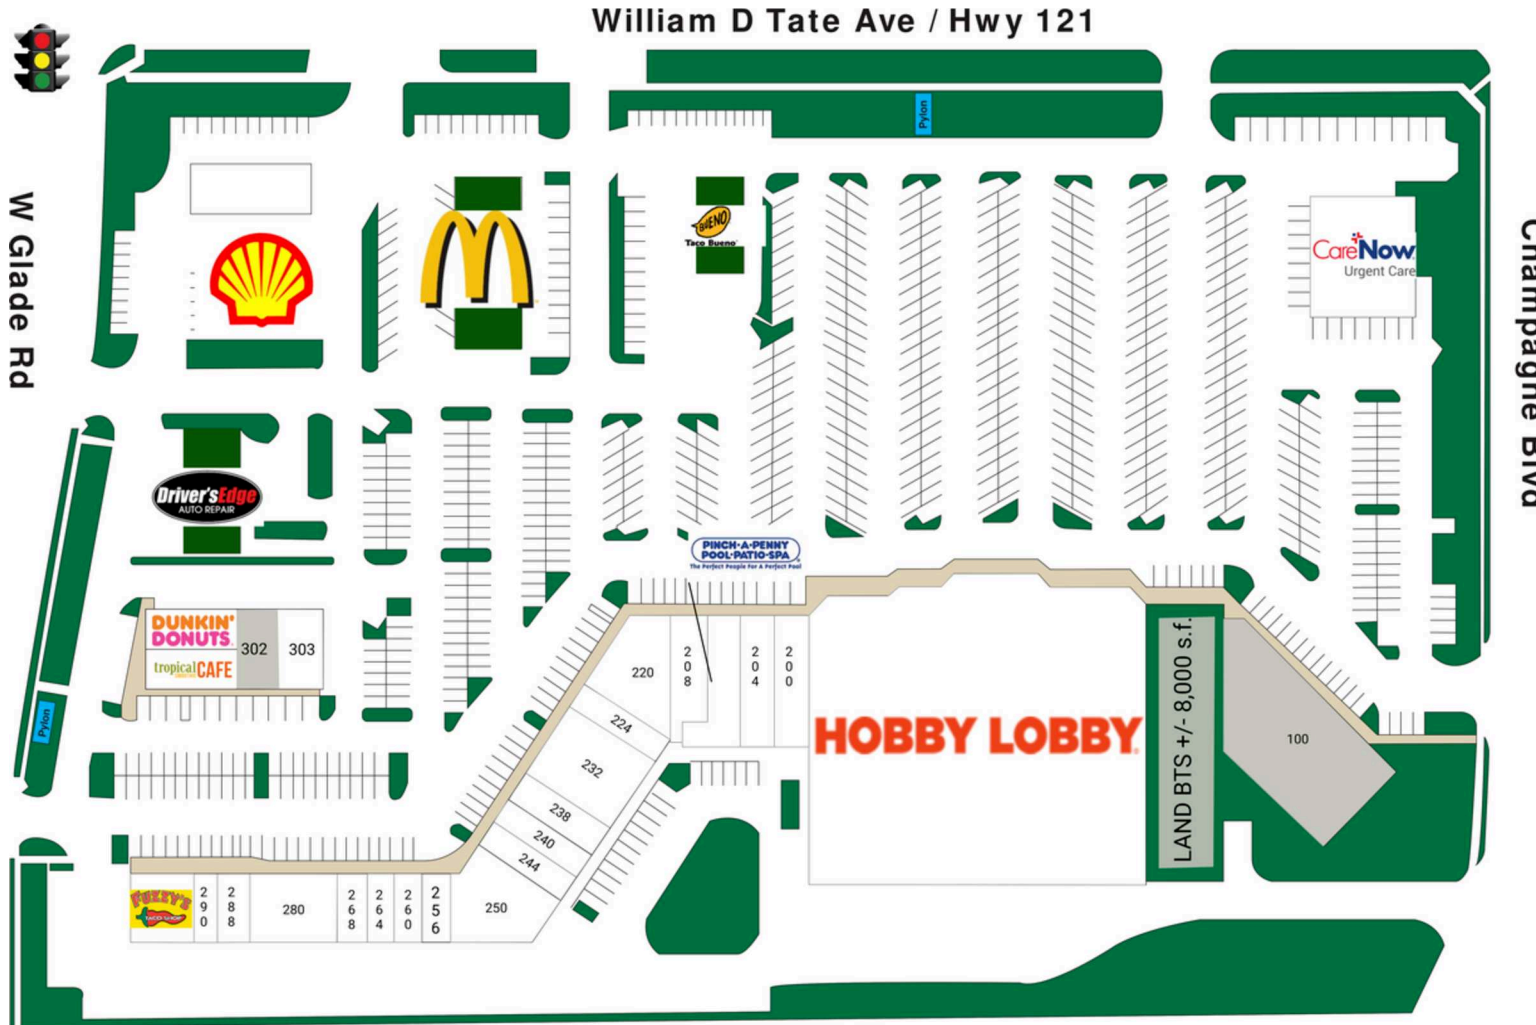 William D Tate Ave / Hwy 121
W Glade Rd
Champagne Blvd
Pylon
BUENO
Taco Bueno
CareNow
Urgent Care
Driver'sEdge
AUTO REPAIR
PINCH·A·PENNY
POOL·PATIO·SPA
The Perfect People For A Perfect Pool
DUNKIN'
DONUTS
tropical CAFE
302
303
Pylon
220
208
204
200
224
232
238
240
244
250
HOBBY LOBBY
LAND BTS +/- 8,000 s.f.
100
FUZZY'S
TACO SHOP
290
288
280
268
264
260
256